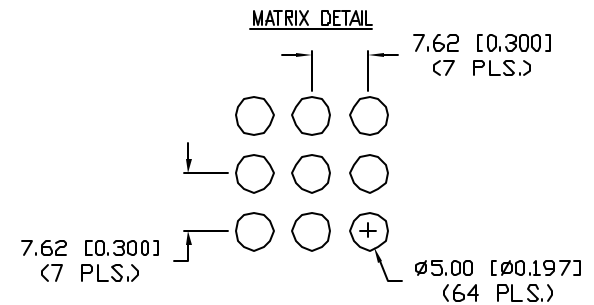 MATRIX DETAIL
7.62 [0.300]
(7 PLS.)
7.62 [0.300]
(7 PLS.)
ø5.00 [ø0.197]
(64 PLS.)